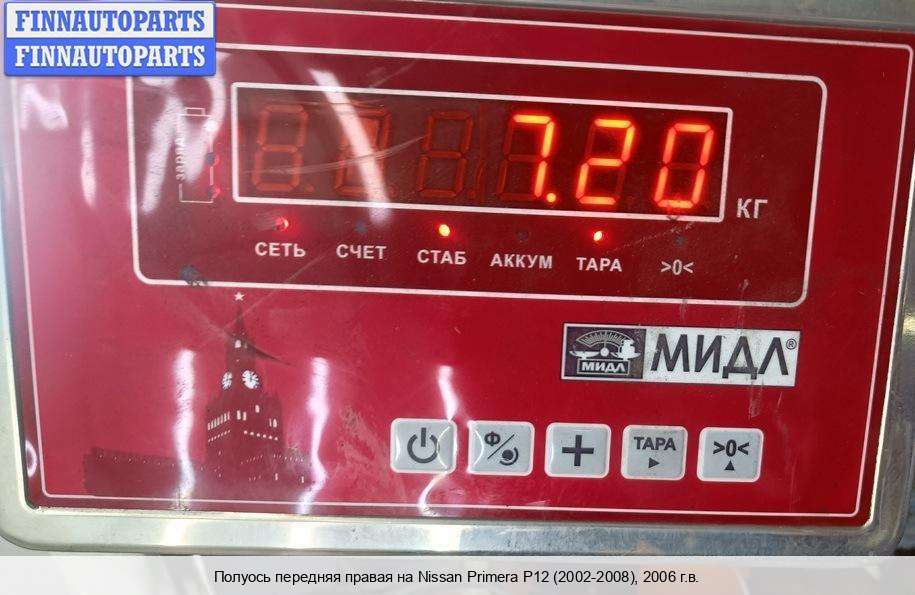 FINNAUTOPARTS
FINNAUTOPARTS
ЗАРЯД
7.20
КГ
СЕТЬ СЧЕТ СТАБ АККУМ ТАРА >0<
МИДЛ МИДЛ®
Ф ТАРА >0<
Полуось передняя правая на Nissan Primera P12 (2002-2008), 2006 г.в.